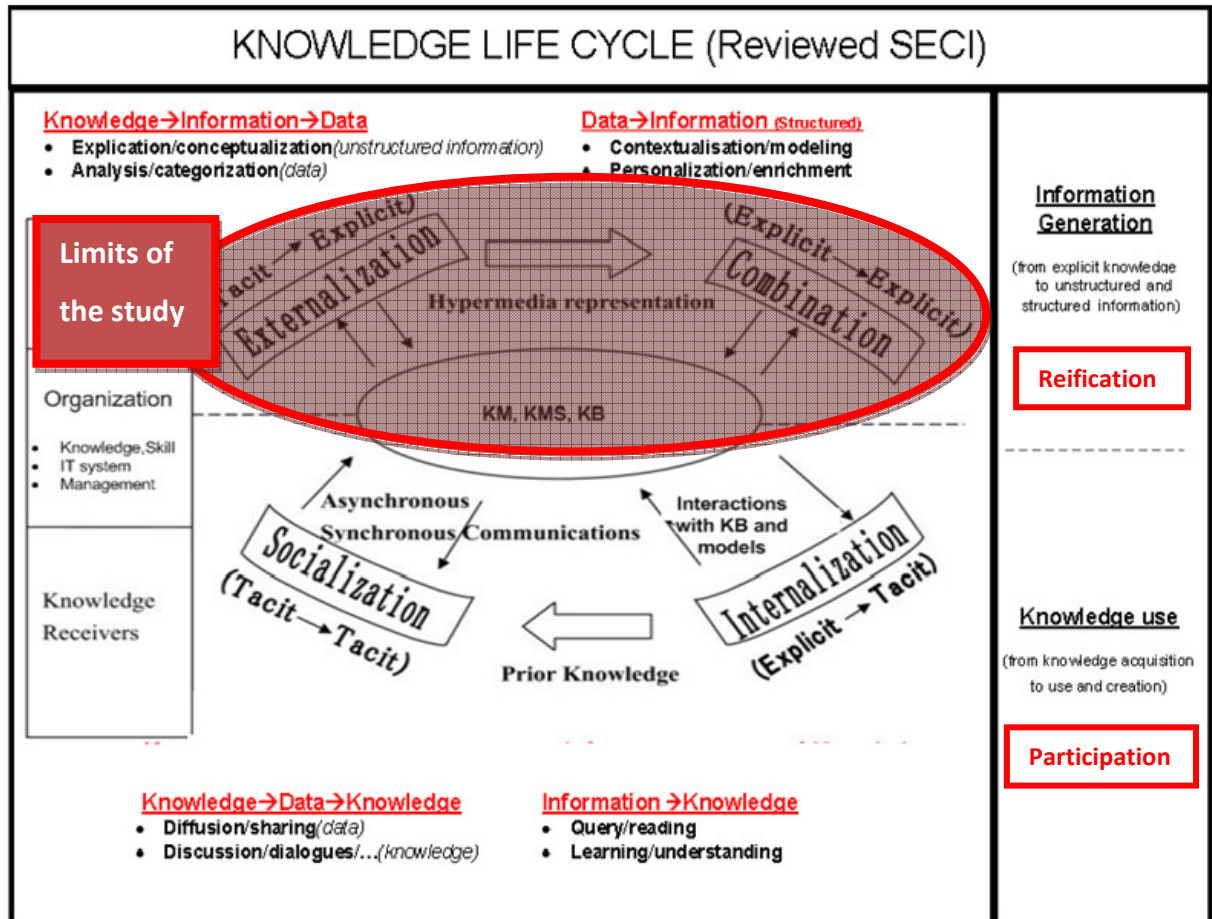 KNOWLEDGE LIFE CYCLE (Reviewed SECI)
Knowledge→Information→Data
• Explication/conceptualization(unstructured information)
• Analysis/categorization(data)
Data→Information (Structured)
• Contextualisation/modeling
• Personalization/enrichment
Limits of
the study
(Tacit → Explicit)
Externalization
(Explicit → Explicit)
Combination
Hypermedia representation
KM, KMS, KB
Organization
• Knowledge,Skill
• IT system
• Management
Knowledge
Receivers
Asynchronous
Synchronous Communications
Interactions
with KB and
models
Socialization
(Tacit → Tacit)
Internalization
(Explicit → Tacit)
Prior Knowledge
Knowledge→Data→Knowledge
• Diffusion/sharing(data)
• Discussion/dialogues/…(knowledge)
Information →Knowledge
• Query/reading
• Learning/understanding
Information
Generation
(from explicit knowledge
to unstructured and
structured information)
Reification
Knowledge use
(from knowledge acquisition
to use and creation)
Participation